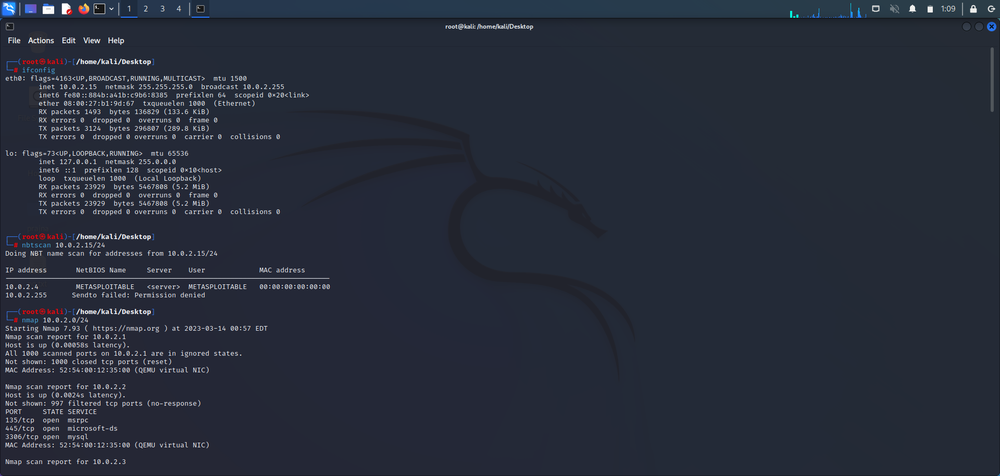 1 2 3 4
1:09
root@kali: /home/kali/Desktop
File Actions Edit View Help
┌──(root㉿kali)-[/home/kali/Desktop]
└─# ifconfig
eth0: flags=4163<UP,BROADCAST,RUNNING,MULTICAST>  mtu 1500
        inet 10.0.2.15  netmask 255.255.255.0  broadcast 10.0.2.255
        inet6 fe80::884b:a41b:c9b6:8385  prefixlen 64  scopeid 0×20<link>
        ether 08:00:27:b1:9d:67  txqueuelen 1000  (Ethernet)
        RX packets 1493  bytes 136829 (133.6 KiB)
        RX errors 0  dropped 0  overruns 0  frame 0
        TX packets 3124  bytes 296807 (289.8 KiB)
        TX errors 0  dropped 0 overruns 0  carrier 0  collisions 0
lo: flags=73<UP,LOOPBACK,RUNNING>  mtu 65536
        inet 127.0.0.1  netmask 255.0.0.0
        inet6 ::1  prefixlen 128  scopeid 0×10<host>
        loop  txqueuelen 1000  (Local Loopback)
        RX packets 23929  bytes 5467808 (5.2 MiB)
        RX errors 0  dropped 0  overruns 0  frame 0
        TX packets 23929  bytes 5467808 (5.2 MiB)
        TX errors 0  dropped 0 overruns 0  carrier 0  collisions 0
┌──(root㉿kali)-[/home/kali/Desktop]
└─# nbtscan 10.0.2.15/24
Doing NBT name scan for addresses from 10.0.2.15/24
IP address       NetBIOS Name     Server    User             MAC address
10.0.2.4         METASPLOITABLE   <server>  METASPLOITABLE   00:00:00:00:00:00
10.0.2.255      Sendto failed: Permission denied
┌──(root㉿kali)-[/home/kali/Desktop]
└─# nmap 10.0.2.0/24
Starting Nmap 7.93 ( https://nmap.org ) at 2023-03-14 00:57 EDT
Nmap scan report for 10.0.2.1
Host is up (0.00058s latency).
All 1000 scanned ports on 10.0.2.1 are in ignored states.
Not shown: 1000 closed tcp ports (reset)
MAC Address: 52:54:00:12:35:00 (QEMU virtual NIC)
Nmap scan report for 10.0.2.2
Host is up (0.0024s latency).
Not shown: 997 filtered tcp ports (no-response)
PORT     STATE SERVICE
135/tcp  open  msrpc
445/tcp  open  microsoft-ds
3306/tcp open  mysql
MAC Address: 52:54:00:12:35:00 (QEMU virtual NIC)
Nmap scan report for 10.0.2.3